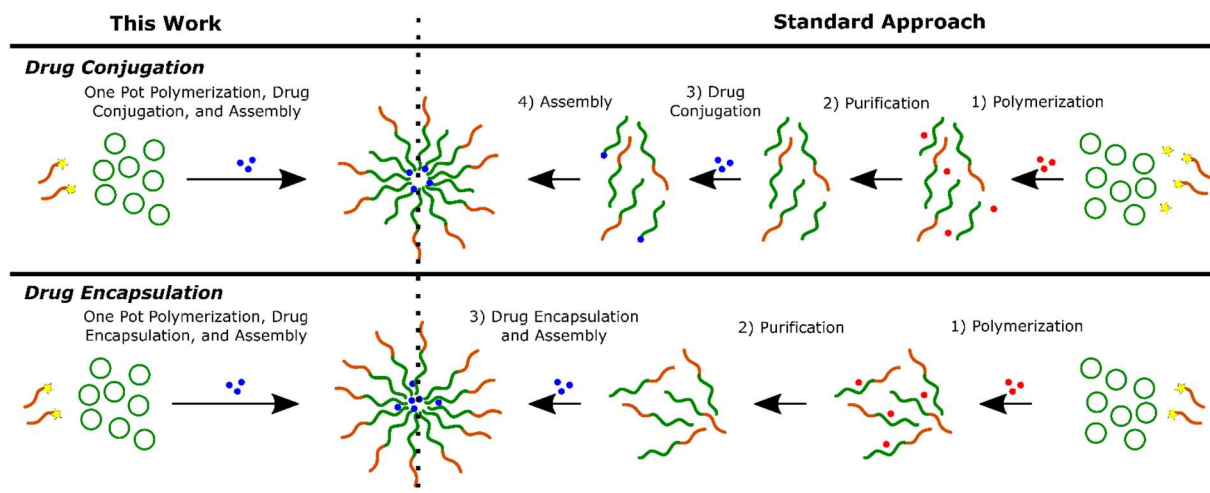 This Work
Standard Approach
Drug Conjugation
One Pot Polymerization, Drug
Conjugation, and Assembly
4) Assembly
3) Drug
Conjugation
2) Purification
1) Polymerization
Drug Encapsulation
One Pot Polymerization, Drug
Encapsulation, and Assembly
3) Drug Encapsulation
and Assembly
2) Purification
1) Polymerization